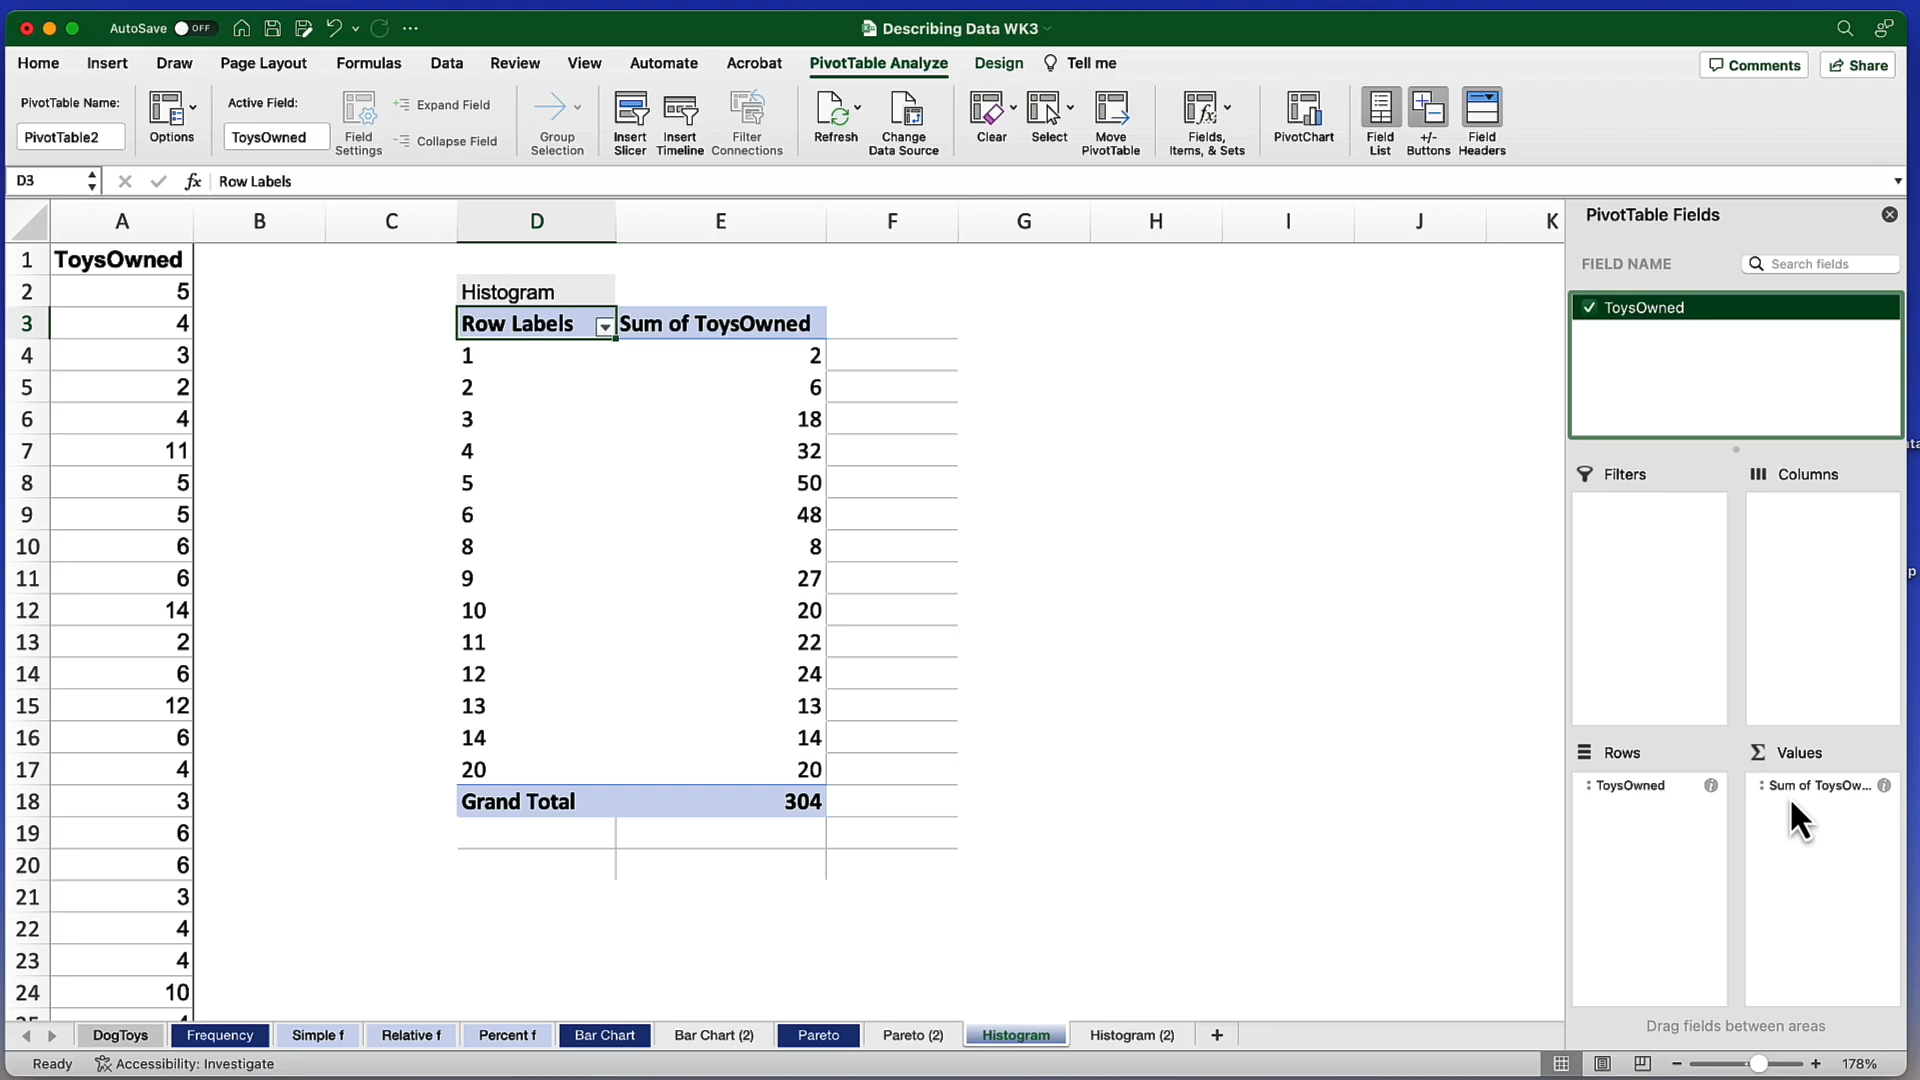 AutoSave OFF Describing Data WK3
Home Insert Draw Page Layout Formulas Data Review View Automate Acrobat PivotTable Analyze Design Tell me Comments Share
PivotTable Name:
PivotTable2
Options
Active Field:
ToysOwned
Field Settings
Expand Field
Collapse Field
Group Selection
Insert Slicer
Insert Timeline
Filter Connections
Refresh
Change Data Source
Clear
Select
Move PivotTable
Fields, Items, & Sets
PivotChart
Field List
+/- Buttons
Field Headers
D3 fx Row Labels
A B C D E F G H I J K
1 ToysOwned
2 5 Histogram
3 4 Row Labels Sum of ToysOwned
4 3 1 2
5 2 2 6
6 4 3 18
7 11 4 32
8 5 5 50
9 5 6 48
10 6 8 8
11 6 9 27
12 14 10 20
13 2 11 22
14 6 12 24
15 12 13 13
16 6 14 14
17 4 20 20
18 3 Grand Total 304
19 6
20 6
21 3
22 4
23 4
24 10
PivotTable Fields
FIELD NAME Search fields
ToysOwned
Filters
Columns
Rows
ToysOwned
Values
Sum of ToysOw...
Drag fields between areas
DogToys Frequency Simple f Relative f Percent f Bar Chart Bar Chart (2) Pareto Pareto (2) Histogram Histogram (2) +
Ready Accessibility: Investigate 178%